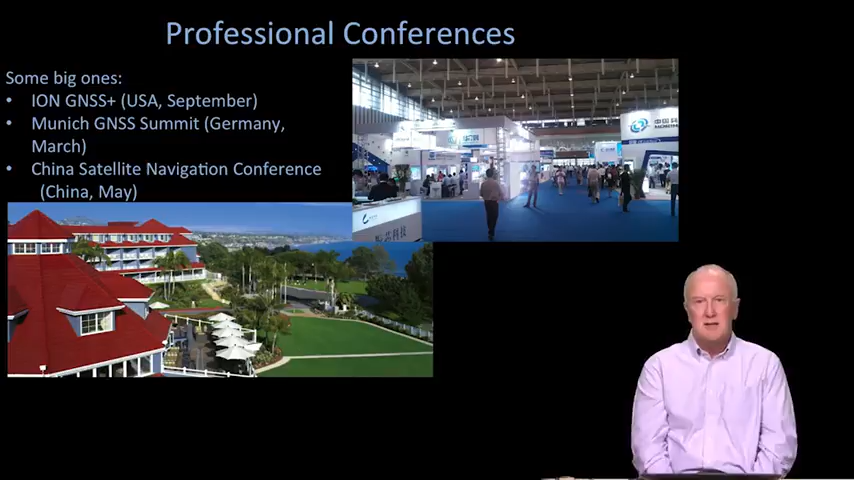 Professional Conferences
Some big ones:
• ION GNSS+ (USA, September)
• Munich GNSS Summit (Germany,
March)
• China Satellite Navigation Conference
(China, May)